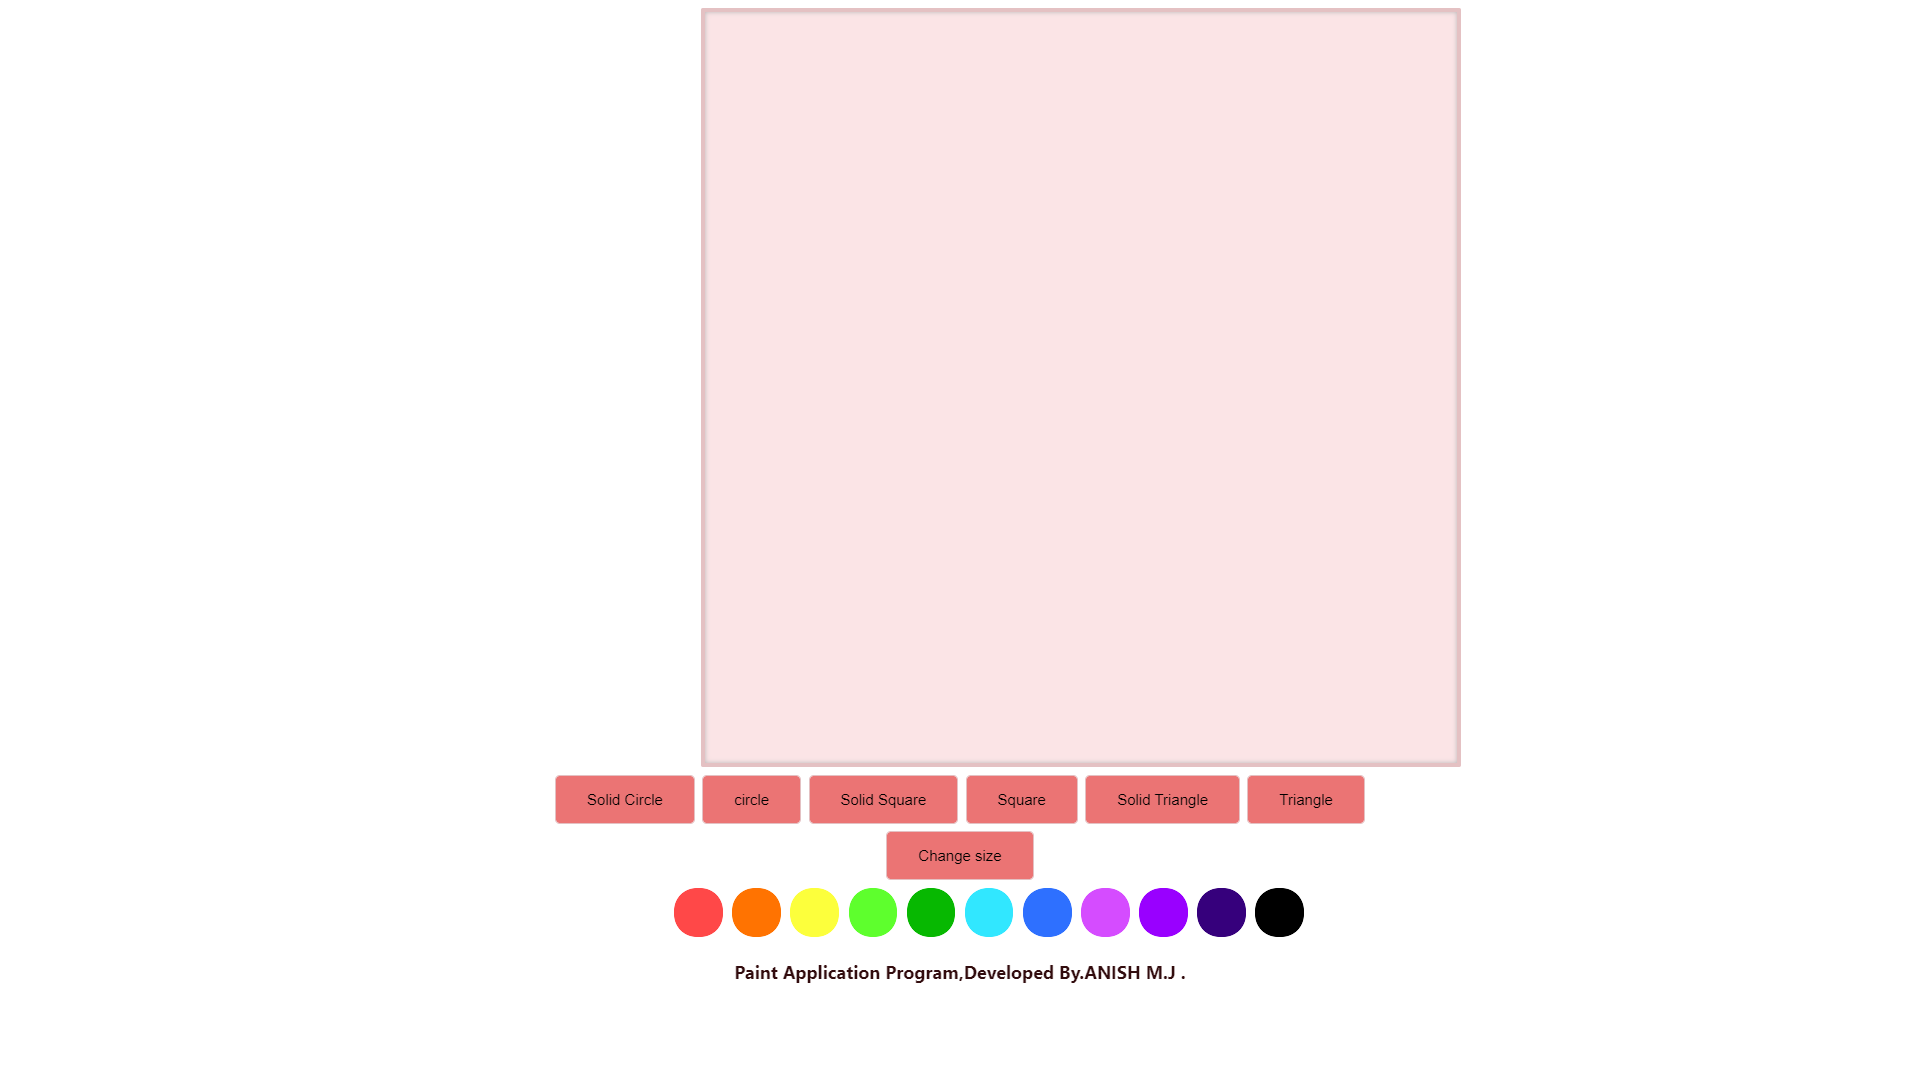 Solid Circle circle Solid Square Square Solid Triangle Triangle
Change size
Paint Application Program,Developed By.ANISH M.J .